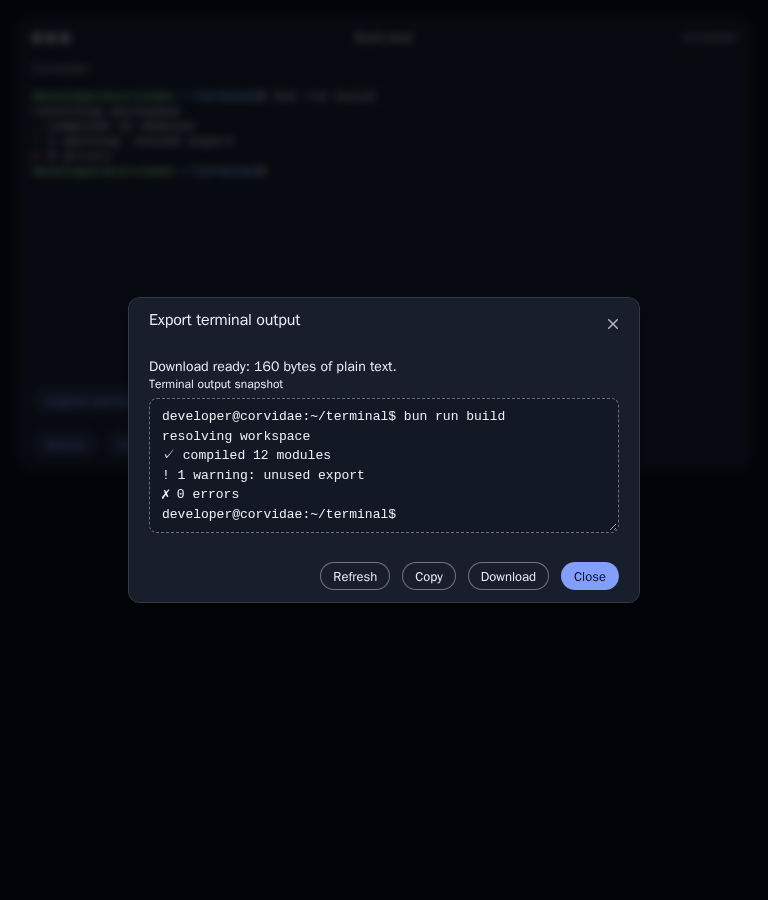 Export terminal output
×
Download ready: 160 bytes of plain text.
Terminal output snapshot
developer@corvidae:~/terminal$ bun run build
resolving workspace
✓ compiled 12 modules
! 1 warning: unused export
✗ 0 errors
developer@corvidae:~/terminal$
Refresh
Copy
Download
Close